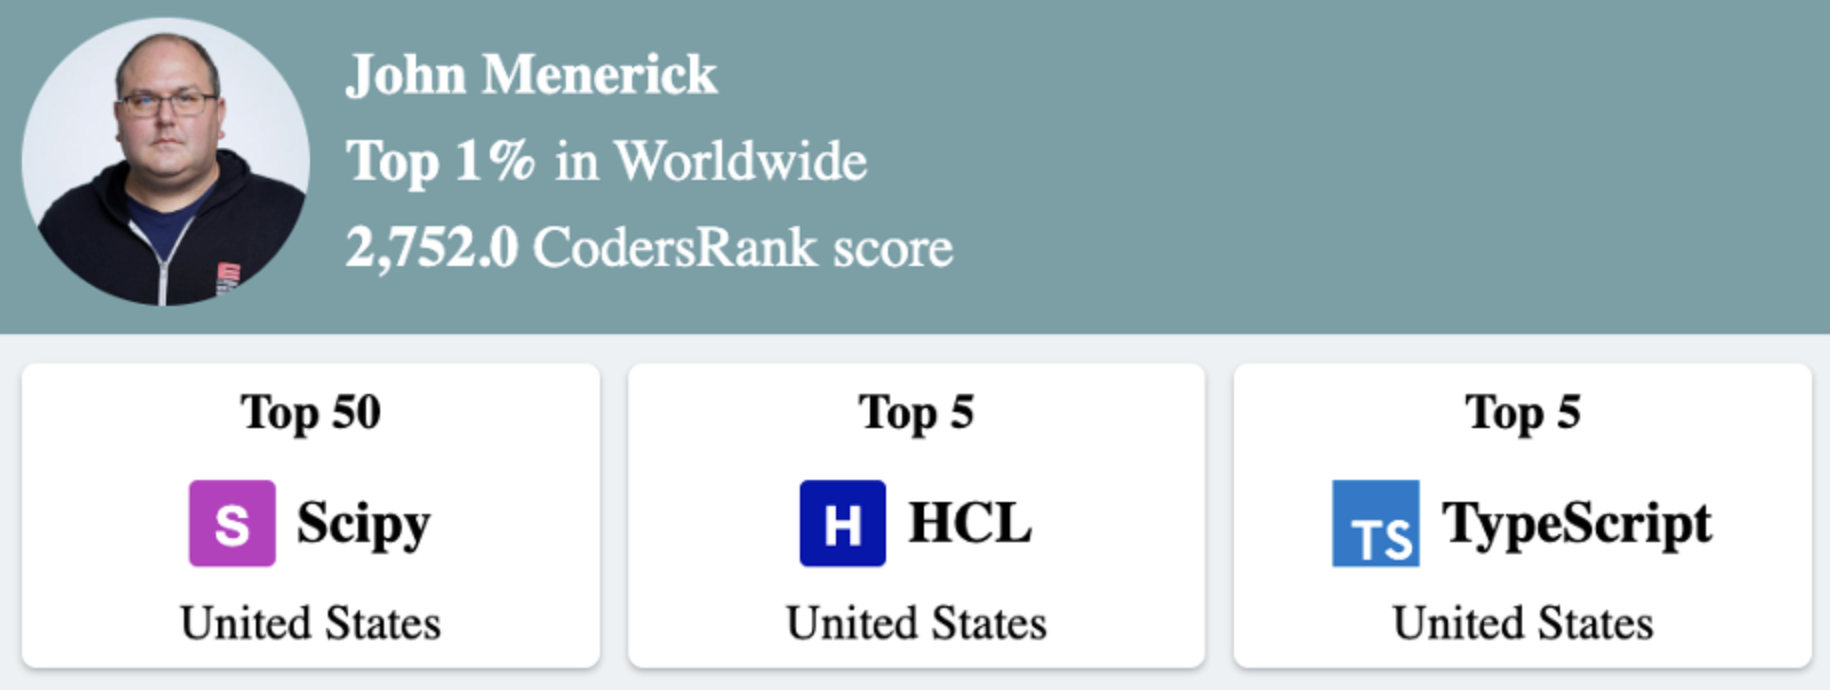 John Menerick
Top 1% in Worldwide
2,752.0 CodersRank score
Top 50
S Scipy
United States
Top 5
H HCL
United States
Top 5
TS TypeScript
United States